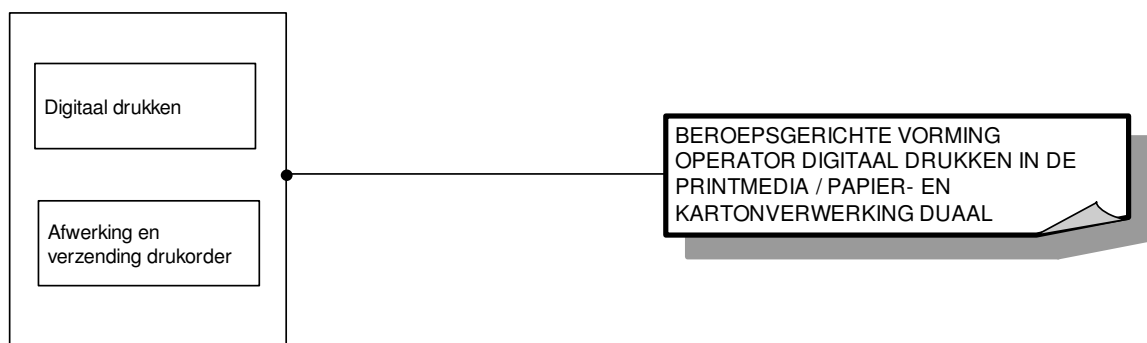 Digitaal drukken
Afwerking en
verzending drukorder
BEROEPSGERICHTE VORMING
OPERATOR DIGITAAL DRUKKEN IN DE
PRINTMEDIA / PAPIER- EN
KARTONVERWERKING DUAAL